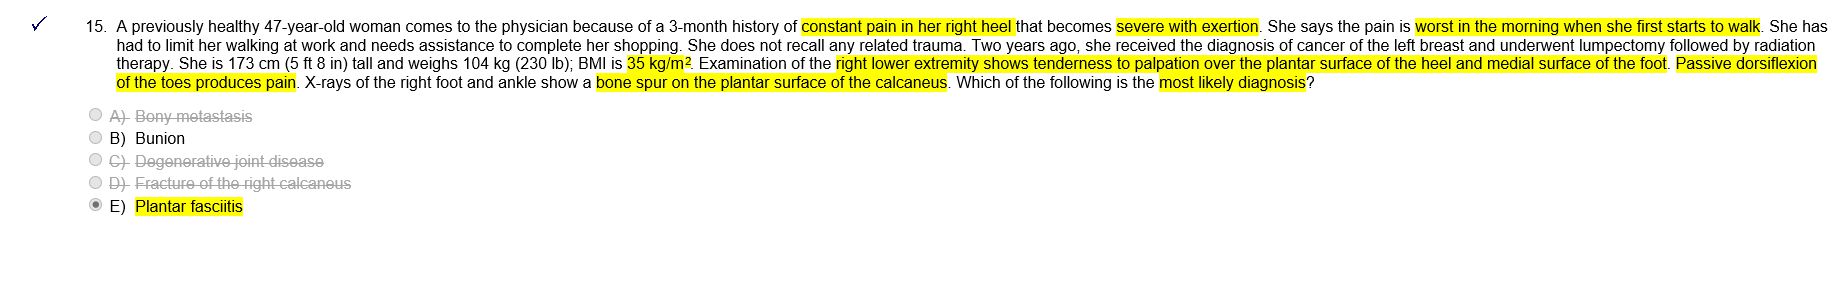 15. A previously healthy 47-year-old woman comes to the physician because of a 3-month history of constant pain in her right heel that becomes severe with exertion. She says the pain is worst in the morning when she first starts to walk. She has
had to limit her walking at work and needs assistance to complete her shopping. She does not recall any related trauma. Two years ago, she received the diagnosis of cancer of the left breast and underwent lumpectomy followed by radiation
therapy. She is 173 cm (5 ft 8 in) tall and weighs 104 kg (230 lb); BMI is 35 kg/m². Examination of the right lower extremity shows tenderness to palpation over the plantar surface of the heel and medial surface of the foot. Passive dorsiflexion
of the toes produces pain. X-rays of the right foot and ankle show a bone spur on the plantar surface of the calcaneus. Which of the following is the most likely diagnosis?
A) Bony metastasis
B) Bunion
C) Degenerative joint disease
D) Fracture of the right calcaneus
E) Plantar fasciitis